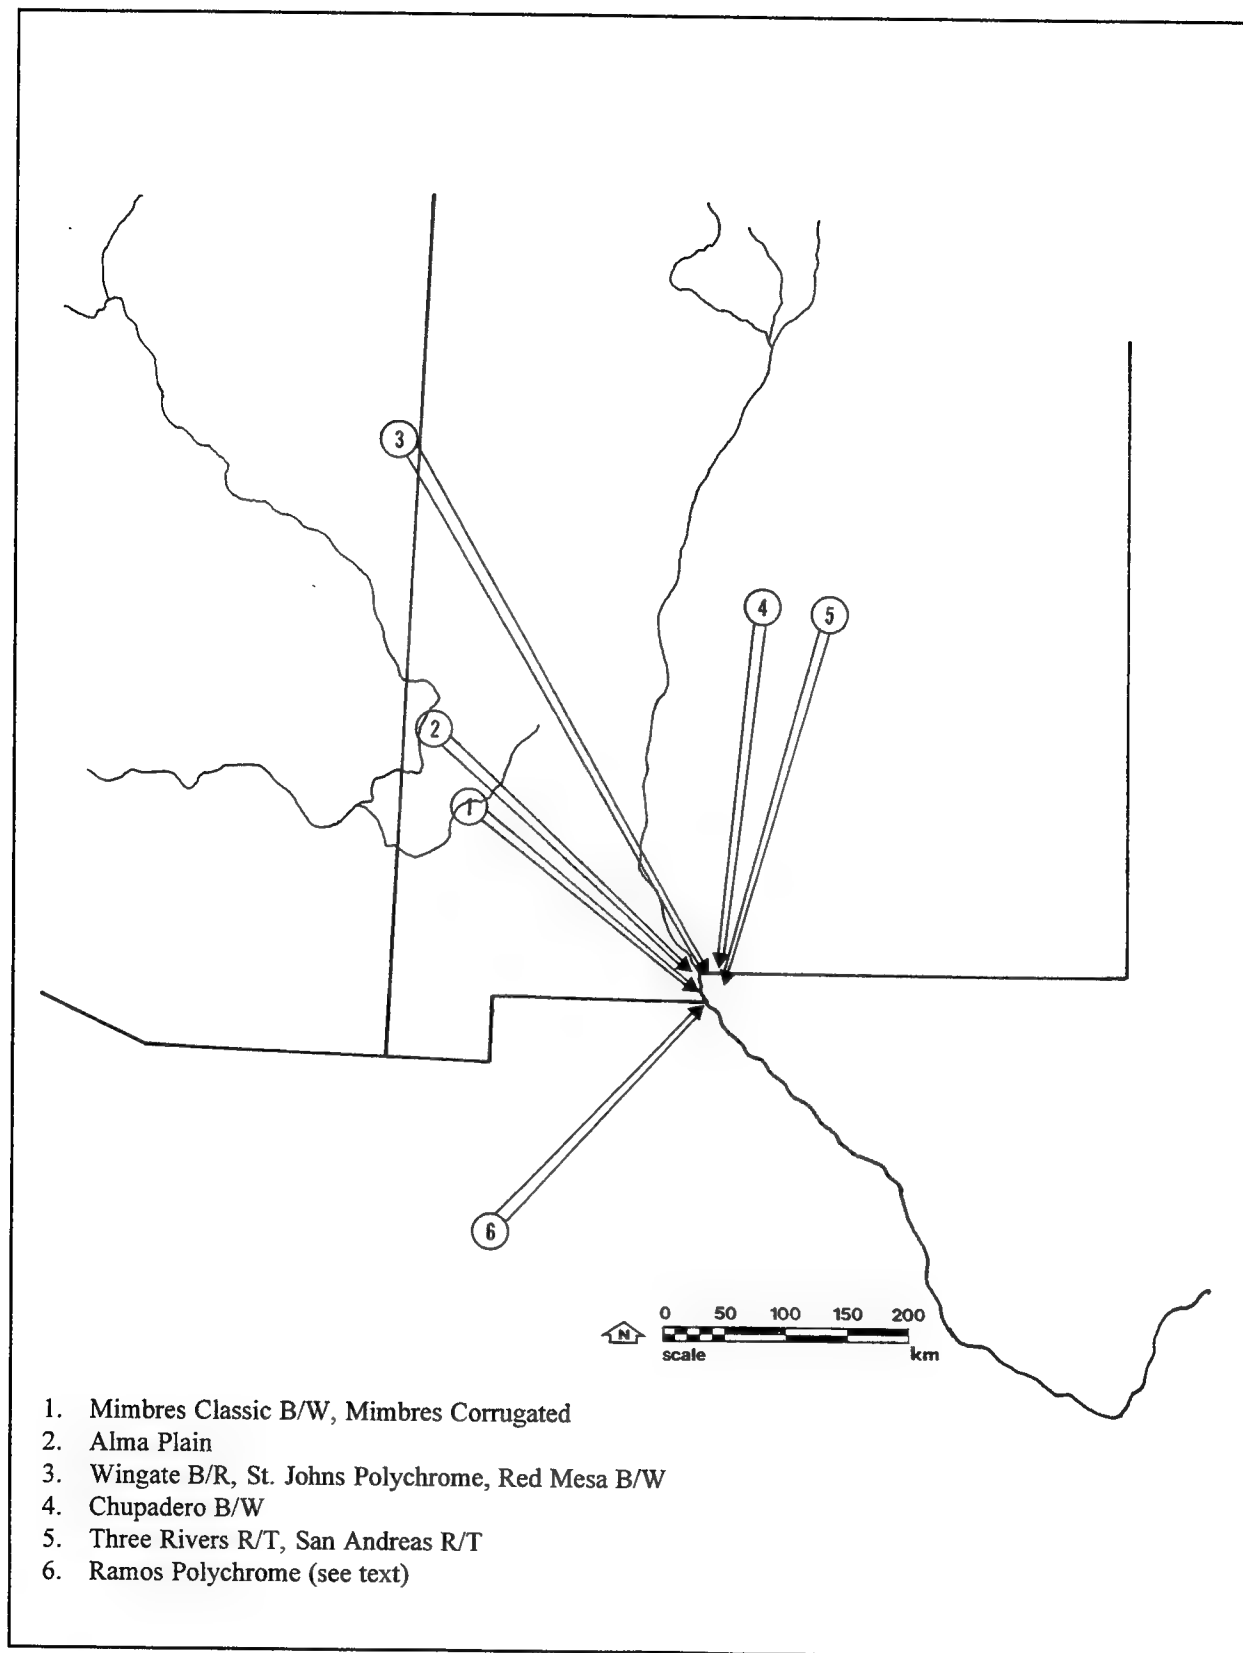 3
4
5
2
1
6
0 50 100 150 200
N
scale km
1. Mimbres Classic B/W, Mimbres Corrugated
2. Alma Plain
3. Wingate B/R, St. Johns Polychrome, Red Mesa B/W
4. Chupadero B/W
5. Three Rivers R/T, San Andreas R/T
6. Ramos Polychrome (see text)